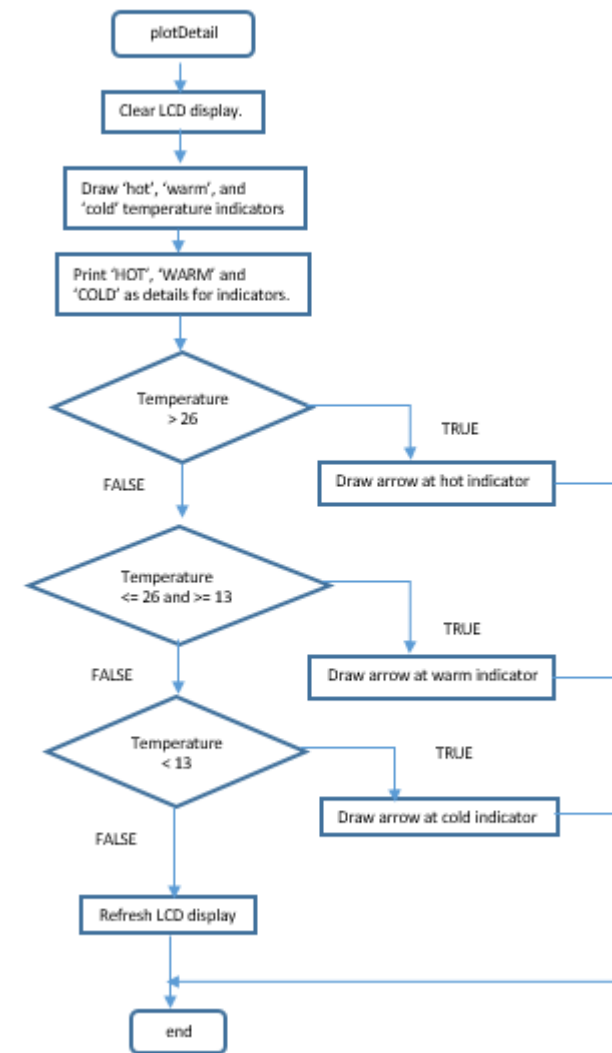 plotDetail
Clear LCD display.
Draw ‘hot’, ‘warm’, and
‘cold’ temperature indicators
Print ‘HOT’, ‘WARM’ and
‘COLD’ as details for indicators.
Temperature
> 26
TRUE
Draw arrow at hot indicator
FALSE
Temperature
<= 26 and >= 13
TRUE
Draw arrow at warm indicator
FALSE
Temperature
< 13
TRUE
Draw arrow at cold indicator
FALSE
Refresh LCD display
end